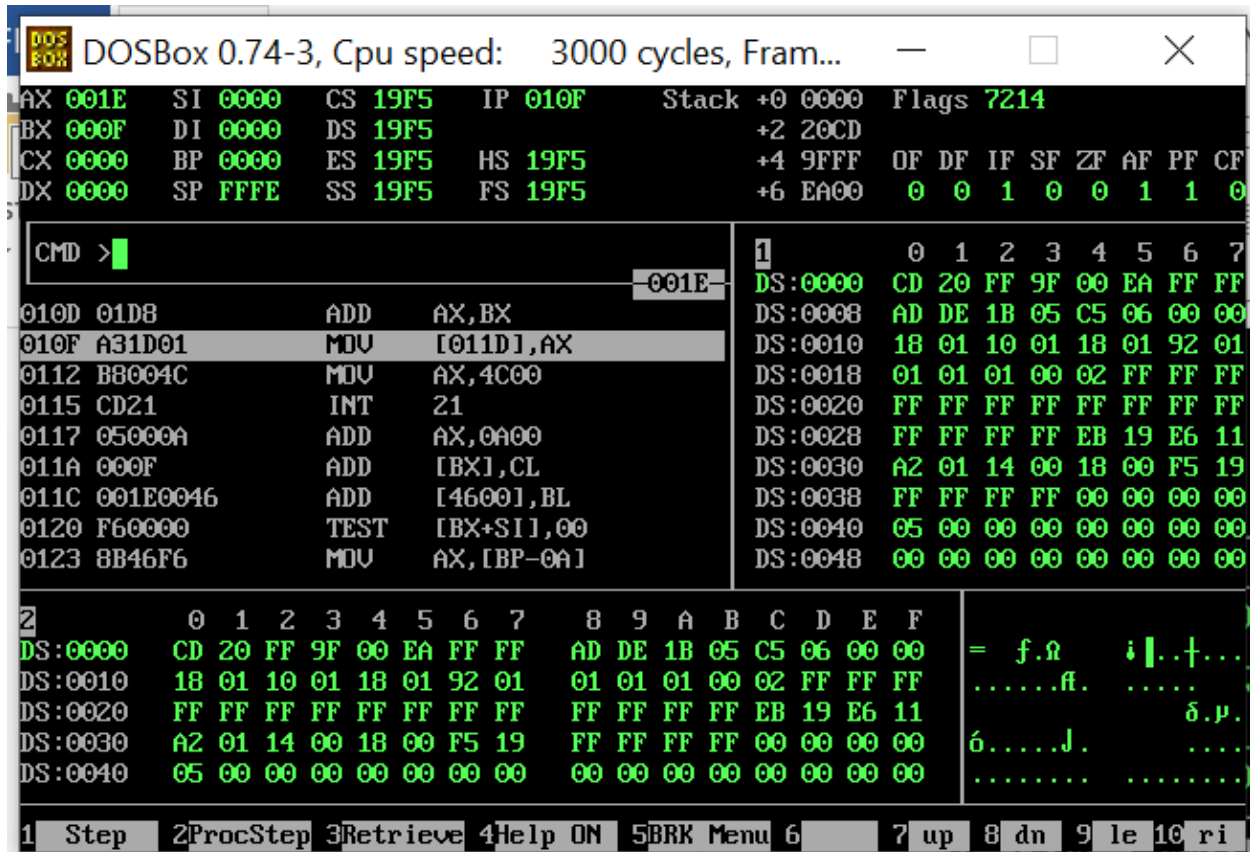 DOSBox 0.74-3, Cpu speed: 3000 cycles, Fram...
AX 001E SI 0000 CS 19F5 IP 010F Stack +0 0000 Flags 7214
BX 000F DI 0000 DS 19F5 +2 20CD
CX 0000 BP 0000 ES 19F5 HS 19F5 +4 9FFF OF DF IF SF ZF AF PF CF
DX 0000 SP FFFE SS 19F5 FS 19F5 +6 EA00 0 0 1 0 0 1 1 0
CMD >
001E
010D 01D8 ADD AX,BX
010F A31D01 MOV [011D],AX
0112 B8004C MOV AX,4C00
0115 CD21 INT 21
0117 05000A ADD AX,0A00
011A 000F ADD [BX],CL
011C 001E0046 ADD [4600],BL
0120 F60000 TEST [BX+SI],00
0123 8B46F6 MOV AX,[BP-0A]
1 0 1 2 3 4 5 6 7
DS:0000 CD 20 FF 9F 00 EA FF FF
DS:0008 AD DE 1B 05 C5 06 00 00
DS:0010 18 01 10 01 18 01 92 01
DS:0018 01 01 01 00 02 FF FF FF
DS:0020 FF FF FF FF FF FF FF FF
DS:0028 FF FF FF FF EB 19 E6 11
DS:0030 A2 01 14 00 18 00 F5 19
DS:0038 FF FF FF FF 00 00 00 00
DS:0040 05 00 00 00 00 00 00 00
DS:0048 00 00 00 00 00 00 00 00
2 0 1 2 3 4 5 6 7 8 9 A B C D E F
DS:0000 CD 20 FF 9F 00 EA FF FF AD DE 1B 05 C5 06 00 00 = ƒ.Ω ¡▌..┼...
DS:0010 18 01 10 01 18 01 92 01 01 01 01 00 02 FF FF FF ......Æ. .....
DS:0020 FF FF FF FF FF FF FF FF FF FF FF FF EB 19 E6 11 δ.µ.
DS:0030 A2 01 14 00 18 00 F5 19 FF FF FF FF 00 00 00 00 ó.....⌡. ....
DS:0040 05 00 00 00 00 00 00 00 00 00 00 00 00 00 00 00 ........ ........
1 Step 2ProcStep 3Retrieve 4Help ON 5BRK Menu 6 7 up 8 dn 9 le 10 ri